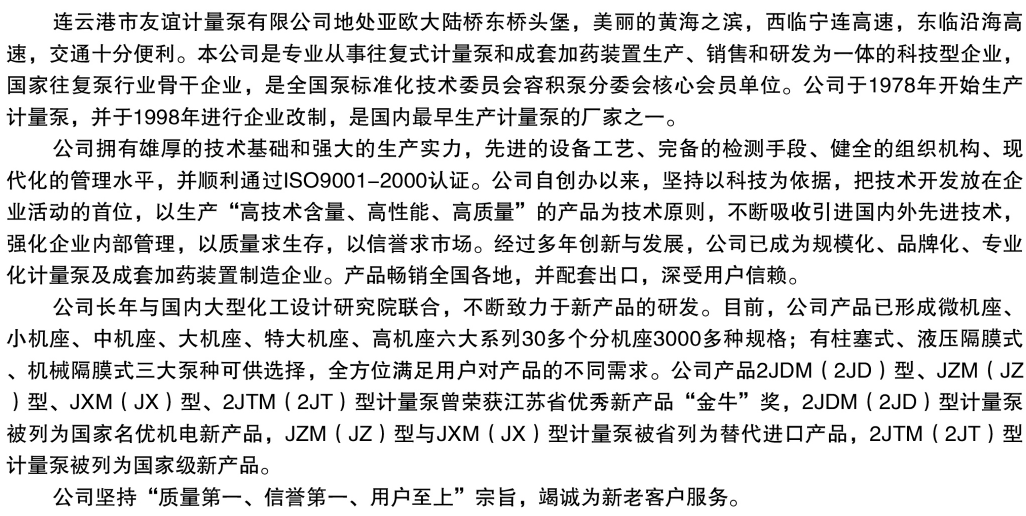 连云港市友谊计量泵有限公司地处亚欧大陆桥东桥头堡，美丽的黄海之滨，西临宁连高速，东临沿海高
速，交通十分便利。本公司是专业从事往复式计量泵和成套加药装置生产、销售和研发为一体的科技型企业，
国家往复泵行业骨干企业，是全国泵标准化技术委员会容积泵分委会核心会员单位。公司于1978年开始生产
计量泵，并于1998年进行企业改制，是国内最早生产计量泵的厂家之一。
公司拥有雄厚的技术基础和强大的生产实力，先进的设备工艺、完备的检测手段、健全的组织机构、现
代化的管理水平，并顺利通过ISO9001-2000认证。公司自创办以来，坚持以科技为依据，把技术开发放在企
业活动的首位，以生产“高技术含量、高性能、高质量”的产品为技术原则，不断吸收引进国内外先进技术，
强化企业内部管理，以质量求生存，以信誉求市场。经过多年创新与发展，公司已成为规模化、品牌化、专业
化计量泵及成套加药装置制造企业。产品畅销全国各地，并配套出口，深受用户信赖。
公司长年与国内大型化工设计研究院联合，不断致力于新产品的研发。目前，公司产品已形成微机座、
小机座、中机座、大机座、特大机座、高机座六大系列30多个分机座3000多种规格；有柱塞式、液压隔膜式
、机械隔膜式三大泵种可供选择，全方位满足用户对产品的不同需求。公司产品2JDM（2JD）型、JZM（JZ
）型、JXM（JX）型、2JTM（2JT）型计量泵曾荣获江苏省优秀新产品“金牛”奖，2JDM（2JD）型计量泵
被列为国家名优机电新产品，JZM（JZ）型与JXM（JX）型计量泵被省列为替代进口产品，2JTM（2JT）型
计量泵被列为国家级新产品。
公司坚持“质量第一、信誉第一、用户至上”宗旨，竭诚为新老客户服务。